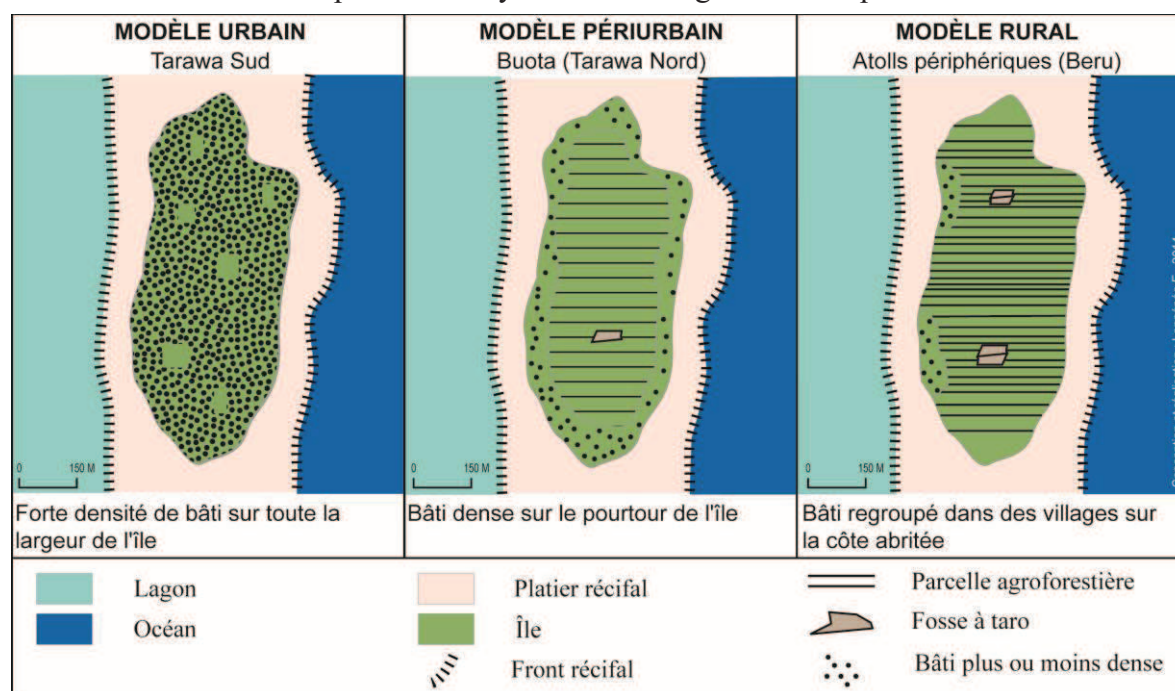 MODÈLE URBAIN
Tarawa Sud
MODÈLE PÉRIURBAIN
Buota (Tarawa Nord)
MODÈLE RURAL
Atolls périphériques (Beru)
0 150 M
0 150 M
0 150 M
Forte densité de bâti sur toute la
largeur de l'île
Bâti dense sur le pourtour de l'île
Bâti regroupé dans des villages sur
la côte abritée
Lagon
Océan
Platier récifal
Île
Front récifal
Parcelle agroforestière
Fosse à taro
Bâti plus ou moins dense